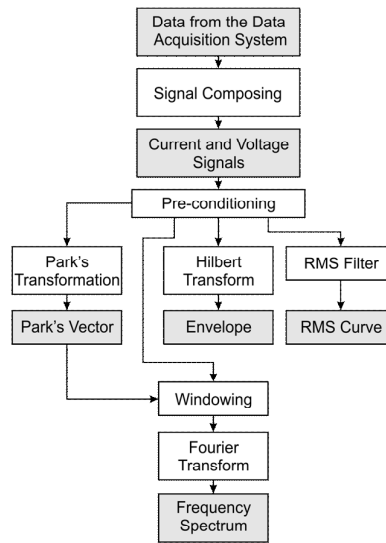 Data from the Data
Acquisition System
Signal Composing
Current and Voltage
Signals
Pre-conditioning
Park's
Transformation
Hilbert
Transform
RMS Filter
Park's Vector
Envelope
RMS Curve
Windowing
Fourier
Transform
Frequency
Spectrum